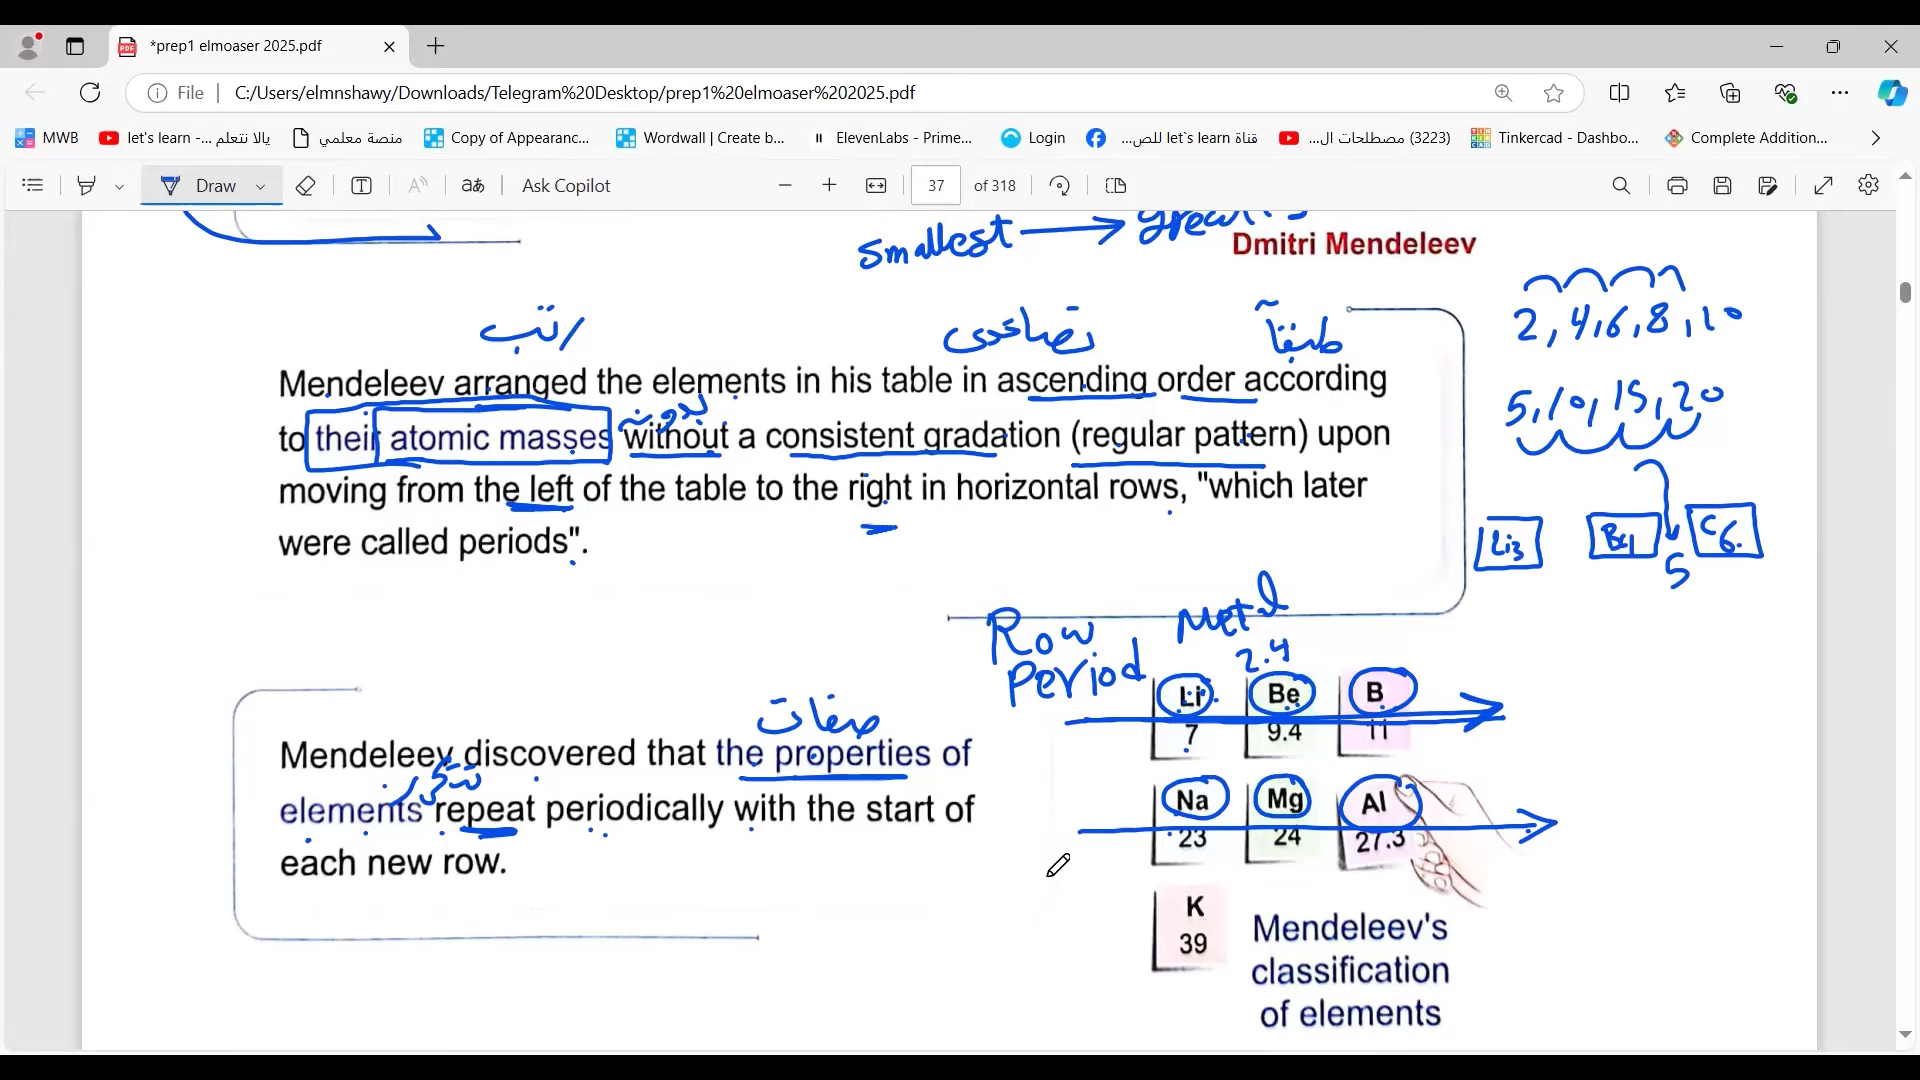 *prep1 elmoaser 2025.pdf
File
C:/Users/elmnshawy/Downloads/Telegram%20Desktop/prep1%20elmoaser%202025.pdf
MWB
let's learn -... يالا نتعلم
منصة معلمي
Copy of Appearanc...
Wordwall | Create b...
ElevenLabs - Prime...
Login
قناة let`s learn للص...
(3223) مصطلحات ال...
Tinkercad - Dashbo...
Complete Addition...
Draw
Ask Copilot
37 of 318
smallest
Dmitri Mendeleev
رتب
تصاعدى
طبقاً
2, 4, 6, 8, 10
Mendeleev arranged the elements in his table in ascending order according
5, 10, 15, 20
بدون
to their atomic masses without a consistent gradation (regular pattern) upon
moving from the left of the table to the right in horizontal rows, "which later
were called periods".
Li3
C6
5
Row
Metal
Period
2.4
Li
Be
B
7
9.4
11
صفات
Mendeleev discovered that the properties of
تتكرر
elements repeat periodically with the start of
each new row.
Na
Mg
Al
23
24
27.3
K
39
Mendeleev's
classification
of elements